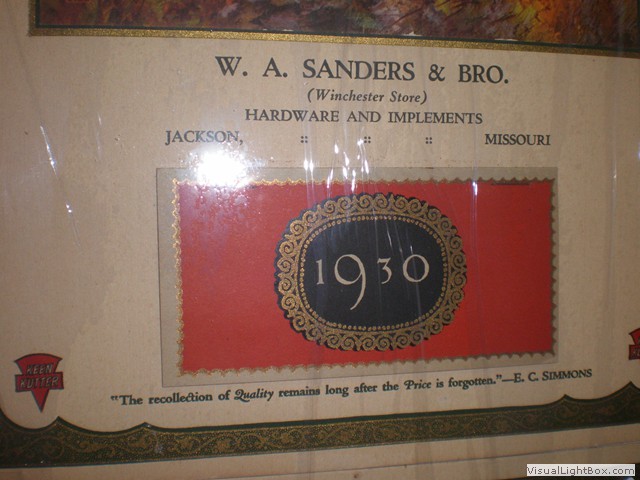 W. A. SANDERS & BRO.
(Winchester Store)
HARDWARE AND IMPLEMENTS
JACKSON, :: :: :: MISSOURI
1930
KEEN KUTTER
"The recollection of Quality remains long after the Price is forgotten."—E. C. SIMMONS
VisualLightBox.com